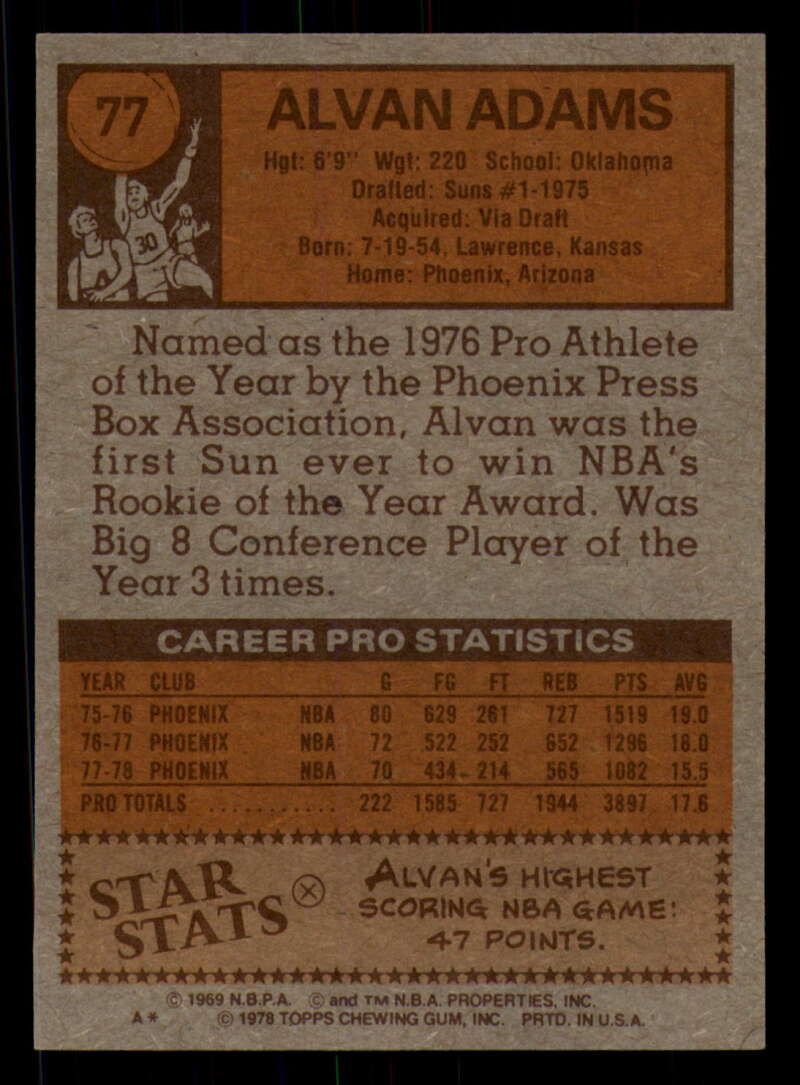 77
ALVAN ADAMS
Hgt: 6'9" Wgt: 220 School: Oklahoma
Drafted: Suns #1-1975
Acquired: Via Draft
Born: 7-19-54, Lawrence, Kansas
Home: Phoenix, Arizona
30
A
Named as the 1976 Pro Athlete
of the Year by the Phoenix Press
Box Association, Alvan was the
first Sun ever to win NBA's
Rookie of the Year Award. Was
Big 8 Conference Player of the
Year 3 times.
CAREER PRO STATISTICS
YEAR CLUB G FG FT REB PTS AVG
75-76 PHOENIX NBA 80 629 261 727 1519 19.0
76-77 PHOENIX NBA 72 522 252 652 1296 18.0
77-78 PHOENIX NBA 70 434 214 565 1082 15.5
PRO TOTALS ............ 222 1585 727 1944 3897 17.6
STAR
STATS
ALVAN'S HIGHEST
SCORING NBA GAME:
47 POINTS.
© 1969 N.B.P.A. © and TM N.B.A. PROPERTIES, INC.
A* © 1978 TOPPS CHEWING GUM, INC. PRTD. IN U.S.A.